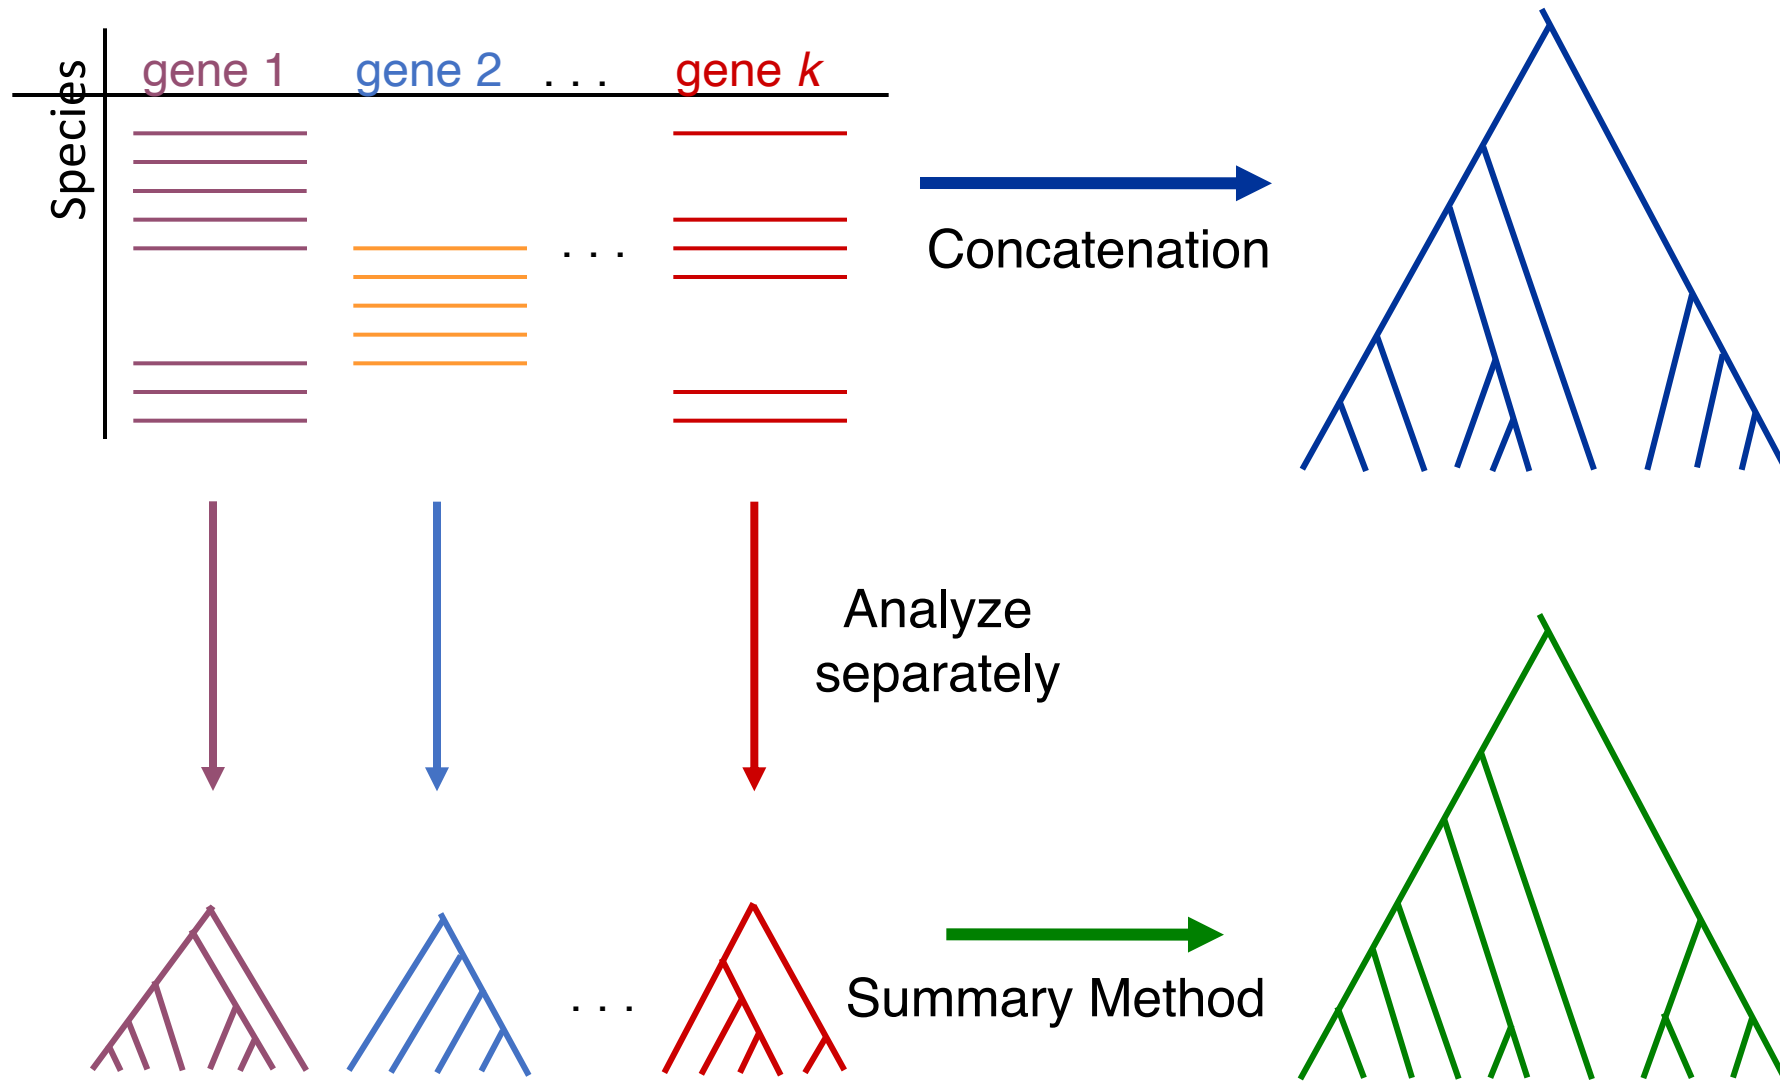 Species
gene 1 gene 2 . . . gene k
. . .
Concatenation
Analyze
separately
. . .
Summary Method